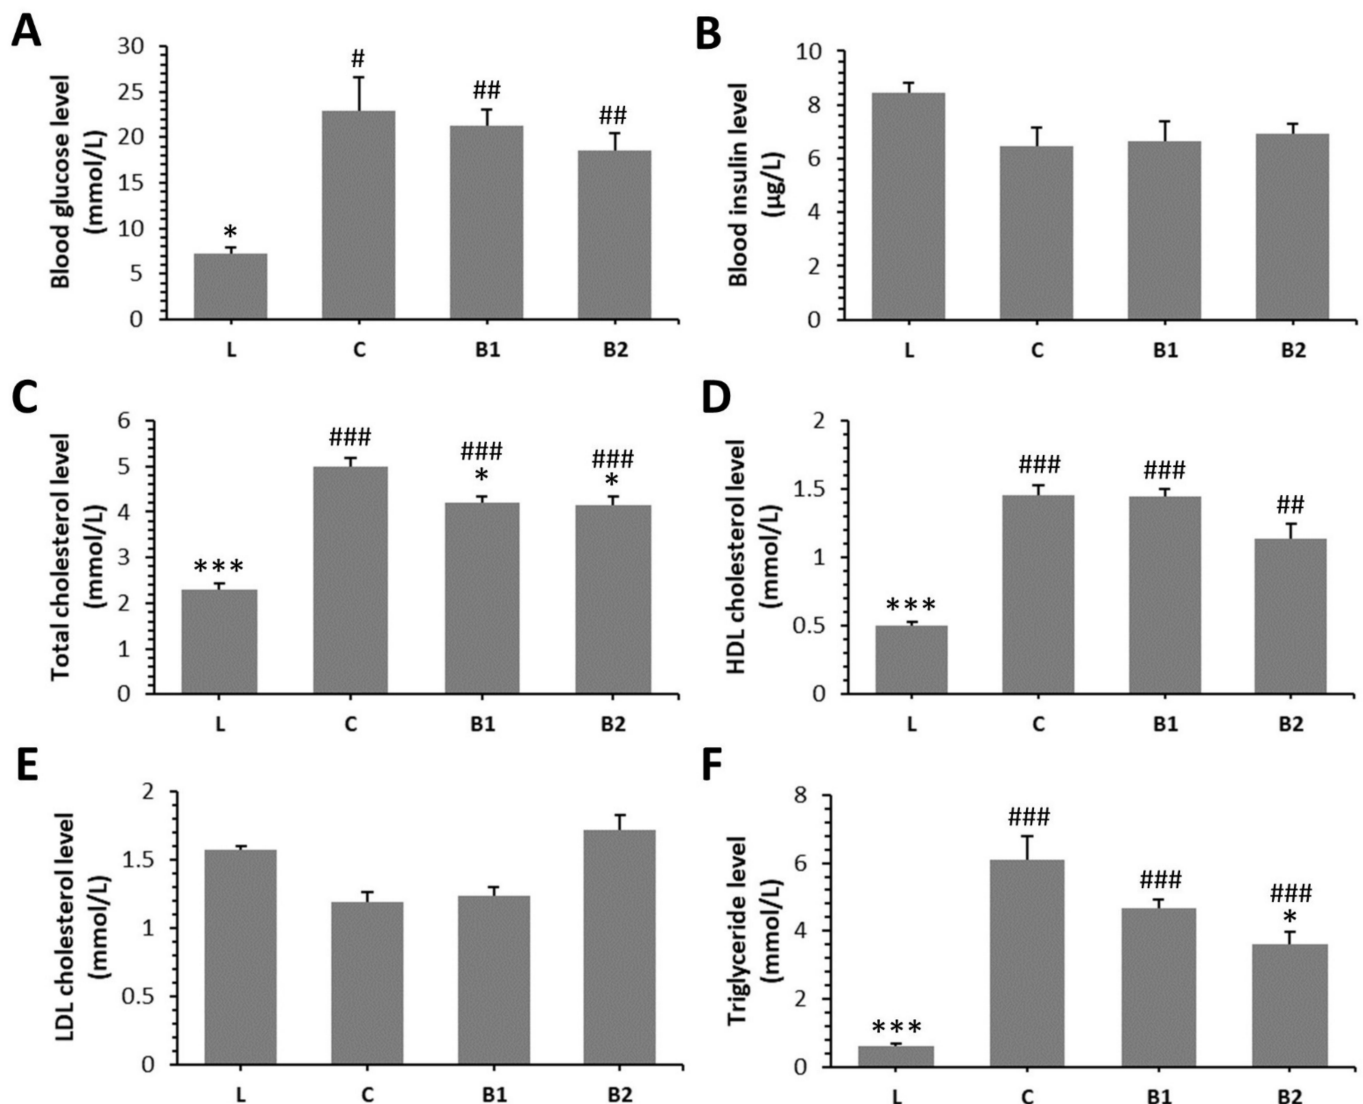 A
Blood glucose level
(mmol/L)
30
25
20
15
10
5
0
*
#
##
##
L C B1 B2
B
Blood insulin level
(µg/L)
10
8
6
4
2
0
L C B1 B2
C
Total cholesterol level
(mmol/L)
6
5
4
3
2
1
0
***
###
###
*
###
*
L C B1 B2
D
HDL cholesterol level
(mmol/L)
2
1.5
1
0.5
0
***
###
###
##
L C B1 B2
E
LDL cholesterol level
(mmol/L)
2
1.5
1
0.5
0
L C B1 B2
F
Triglyceride level
(mmol/L)
8
6
4
2
0
***
###
###
###
*
L C B1 B2